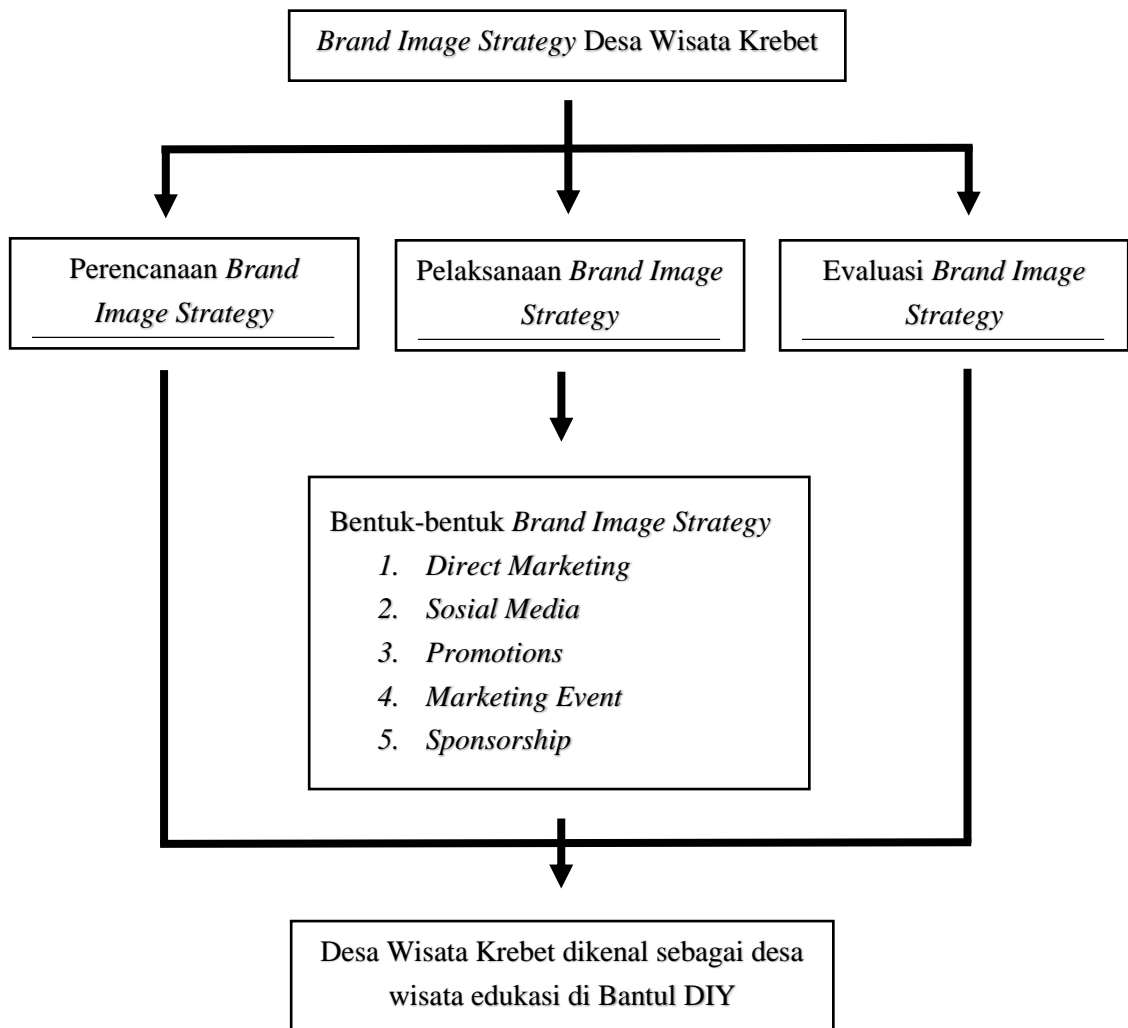 Brand Image Strategy Desa Wisata Krebet
Perencanaan Brand
Image Strategy
Pelaksanaan Brand Image
Strategy
Evaluasi Brand Image
Strategy
Bentuk-bentuk Brand Image Strategy
1. Direct Marketing
2. Sosial Media
3. Promotions
4. Marketing Event
5. Sponsorship
Desa Wisata Krebet dikenal sebagai desa
wisata edukasi di Bantul DIY